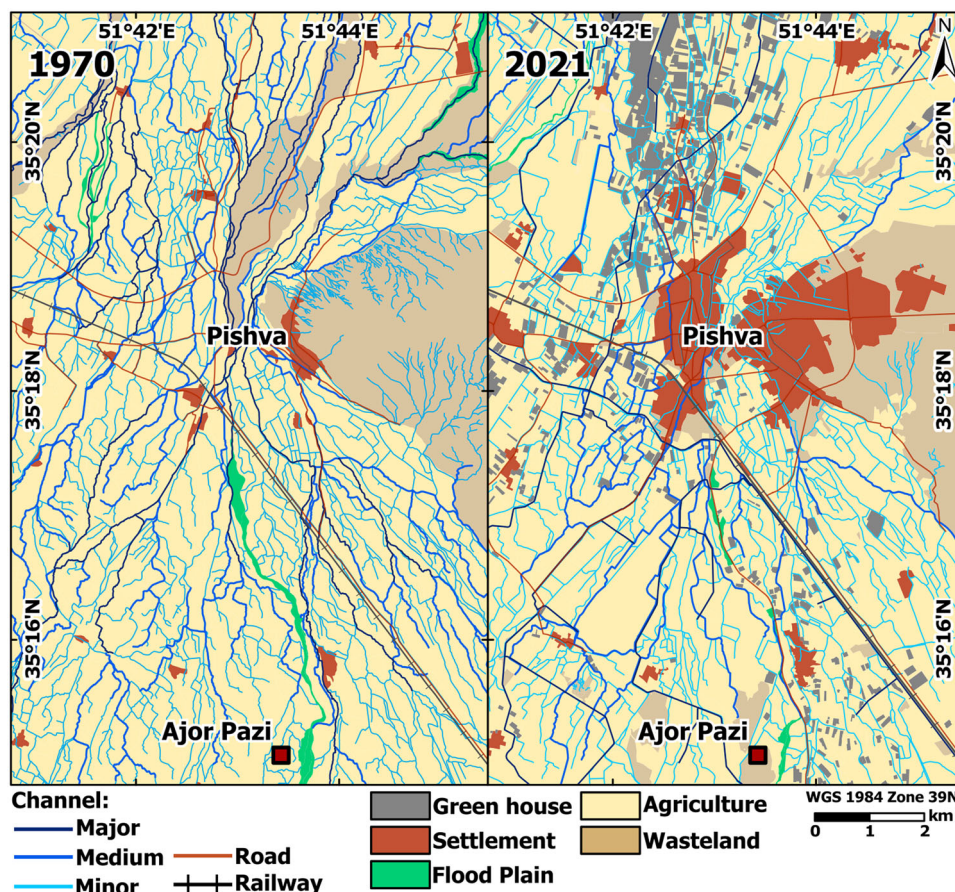 51°42'E
51°44'E
1970
35°20'N
Pishva
35°18'N
35°16'N
Ajor Pazi
51°42'E
51°44'E
N
2021
35°20'N
Pishva
35°18'N
35°16'N
Ajor Pazi
Channel:
Major
Medium
Minor
Road
Railway
Green house
Settlement
Flood Plain
Agriculture
Wasteland
WGS 1984 Zone 39N
0 1 2 km